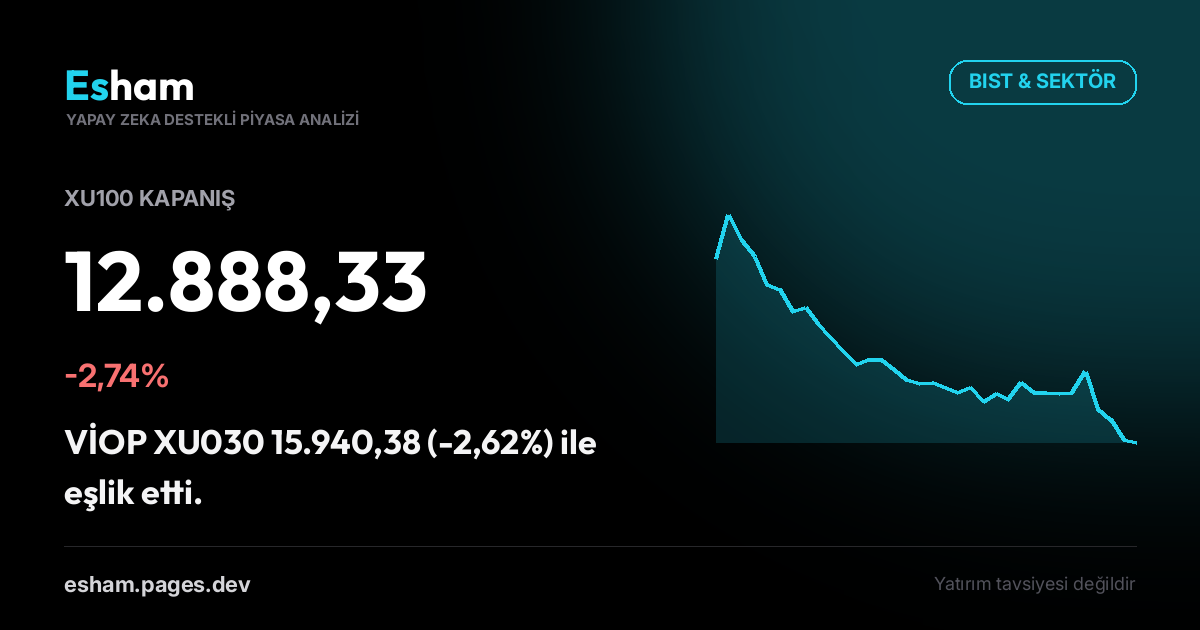 Esham
YAPAY ZEKA DESTEKLİ PİYASA ANALİZİ
BIST & SEKTÖR
XU100 KAPANIŞ
12.888,33
-2,74%
VİOP XU030 15.940,38 (-2,62%) ile
eşlik etti.
esham.pages.dev
Yatırım tavsiyesi değildir